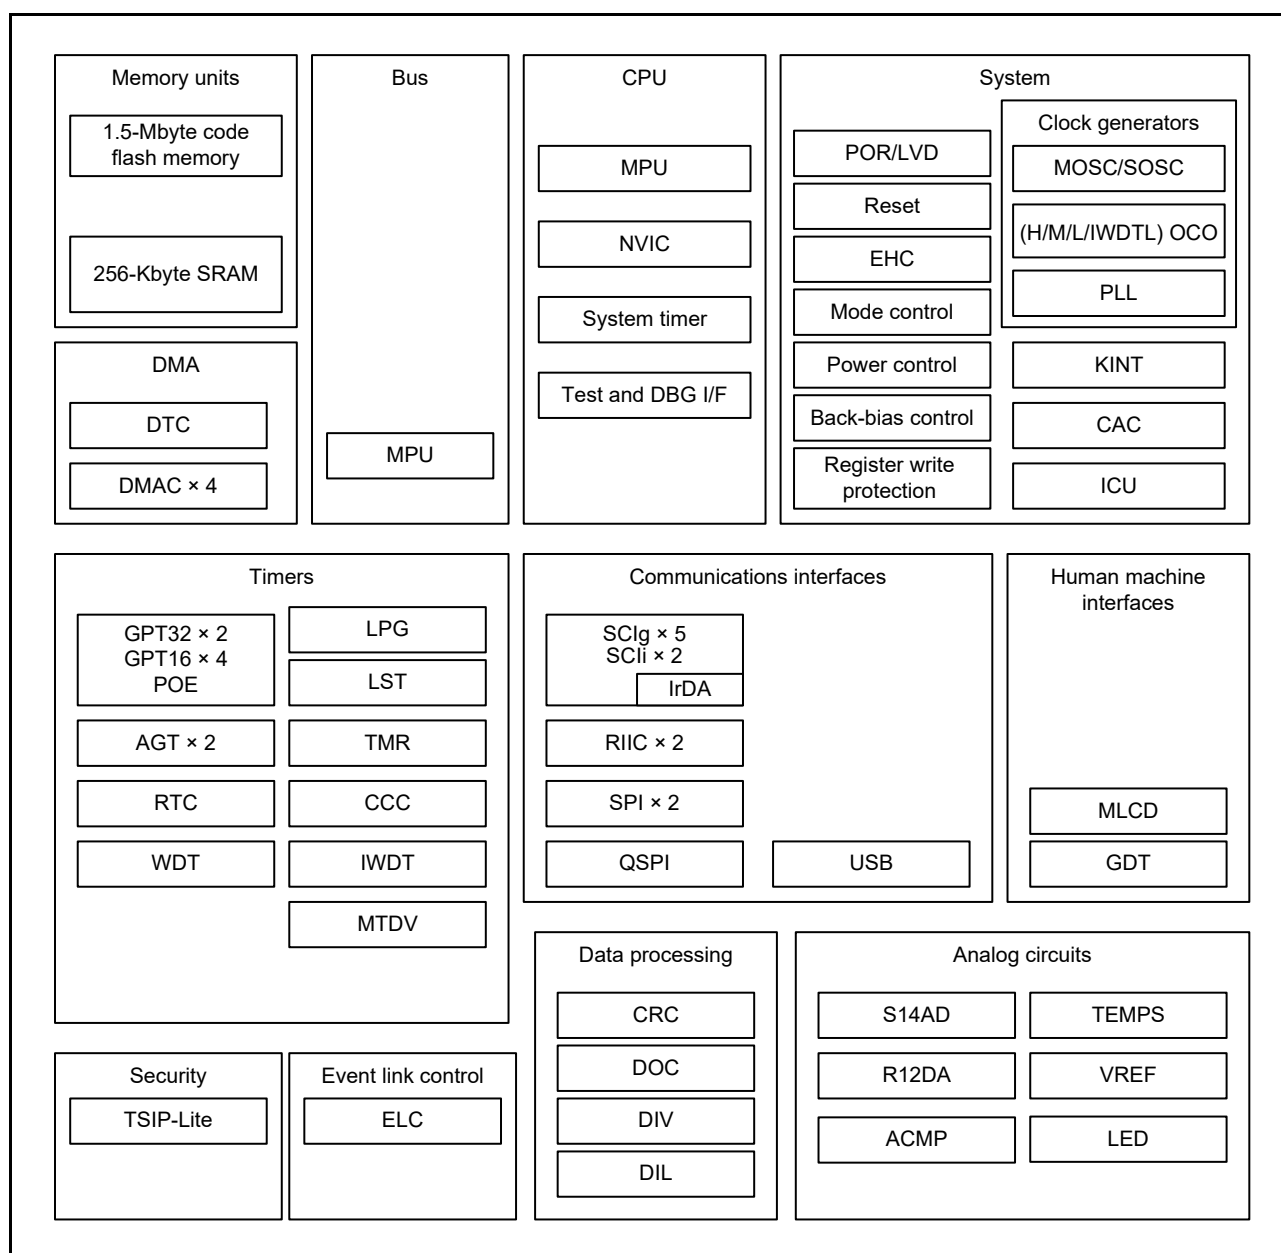 Memory units
1.5-Mbyte code
flash memory
256-Kbyte SRAM
DMA
DTC
DMAC × 4
Bus
MPU
CPU
MPU
NVIC
System timer
Test and DBG I/F
System
POR/LVD
Reset
EHC
Mode control
Power control
Back-bias control
Register write
protection
Clock generators
MOSC/SOSC
(H/M/L/IWDTL) OCO
PLL
KINT
CAC
ICU
Timers
GPT32 × 2
GPT16 × 4
POE
AGT × 2
RTC
WDT
LPG
LST
TMR
CCC
IWDT
MTDV
Communications interfaces
SCIg × 5
SCIi × 2
IrDA
RIIC × 2
SPI × 2
QSPI
USB
Human machine
interfaces
MLCD
GDT
Security
TSIP-Lite
Event link control
ELC
Data processing
CRC
DOC
DIV
DIL
Analog circuits
S14AD
R12DA
ACMP
TEMPS
VREF
LED